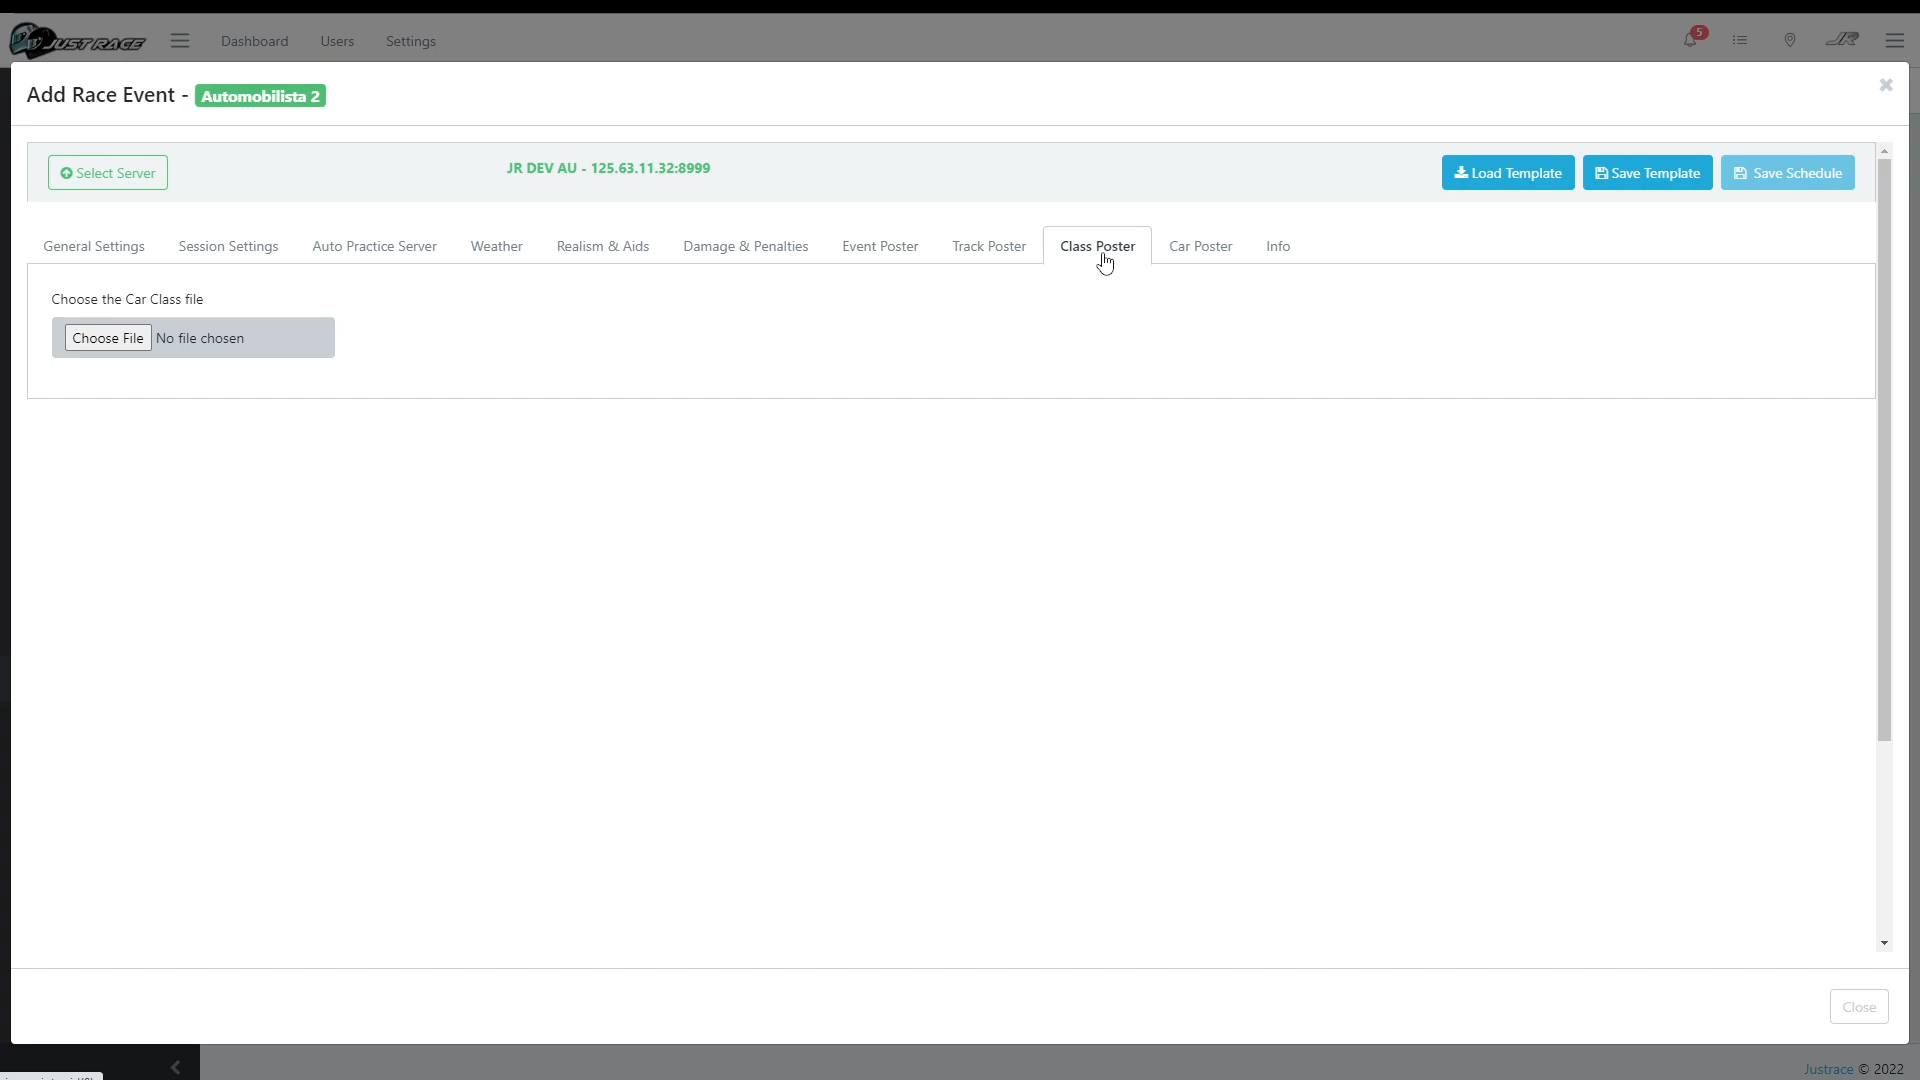 JUST RACE
Dashboard
Users
Settings
5
JR
Add Race Event - Automobilista 2
Select Server
JR DEV AU - 125.63.11.32:8999
Load Template
Save Template
Save Schedule
General Settings
Session Settings
Auto Practice Server
Weather
Realism & Aids
Damage & Penalties
Event Poster
Track Poster
Class Poster
Car Poster
Info
Choose the Car Class file
Choose File No file chosen
Close
Justrace © 2022